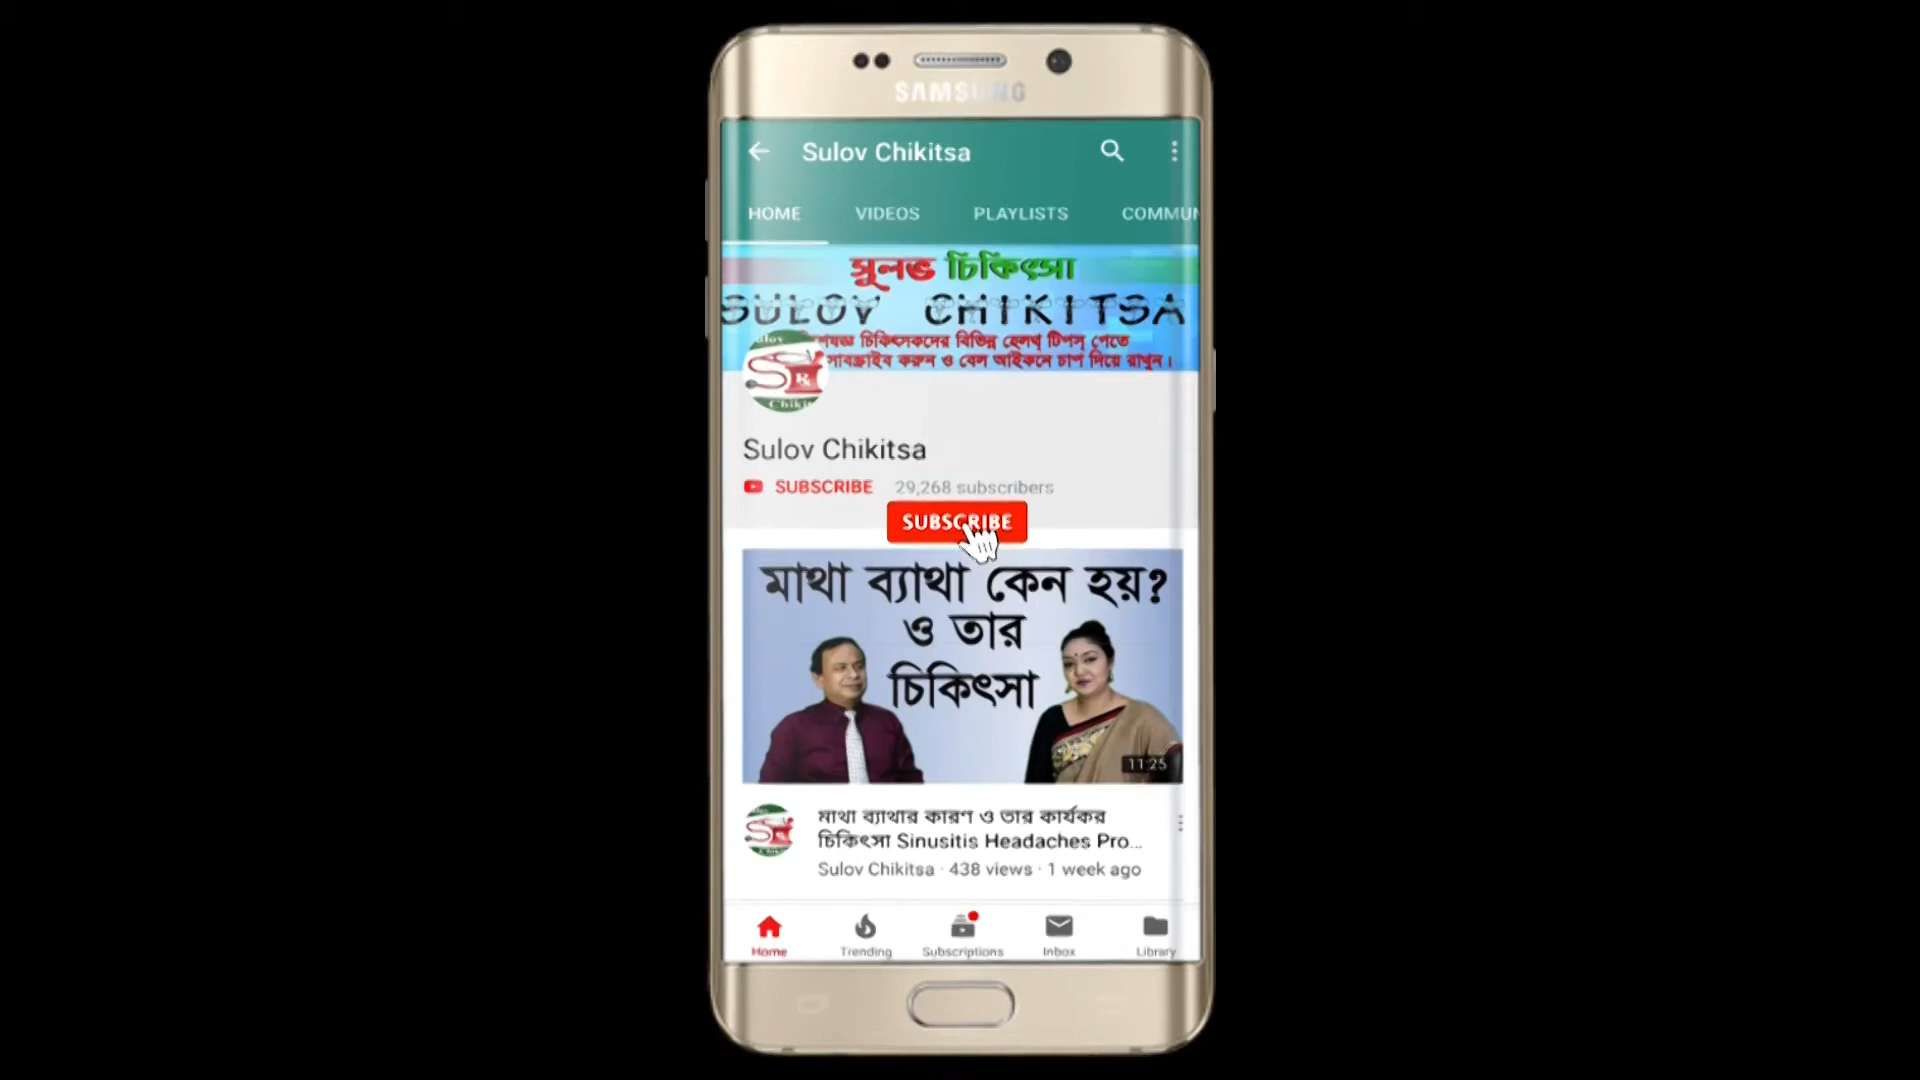 SAMSUNG
Sulov Chikitsa
HOME VIDEOS PLAYLISTS COMMUN
সুলভ চিকিৎসা
SULOV CHIKITSA
চিকিৎসকদের বিভিন্ন হেলথ্ টিপস্ পেতে
সাবস্ক্রাইব করুন ও বেল আইকনে চাপ দিয়ে রাখুন।
Sulov Chikitsa
SUBSCRIBE 29,268 subscribers
SUBSCRIBE
মাথা ব্যাথা কেন হয়?
ও তার
চিকিৎসা
11:25
মাথা ব্যাথার কারণ ও তার কার্যকর
চিকিৎসা Sinusitis Headaches Pro...
Sulov Chikitsa · 438 views · 1 week ago
Home Trending Subscriptions Inbox Library